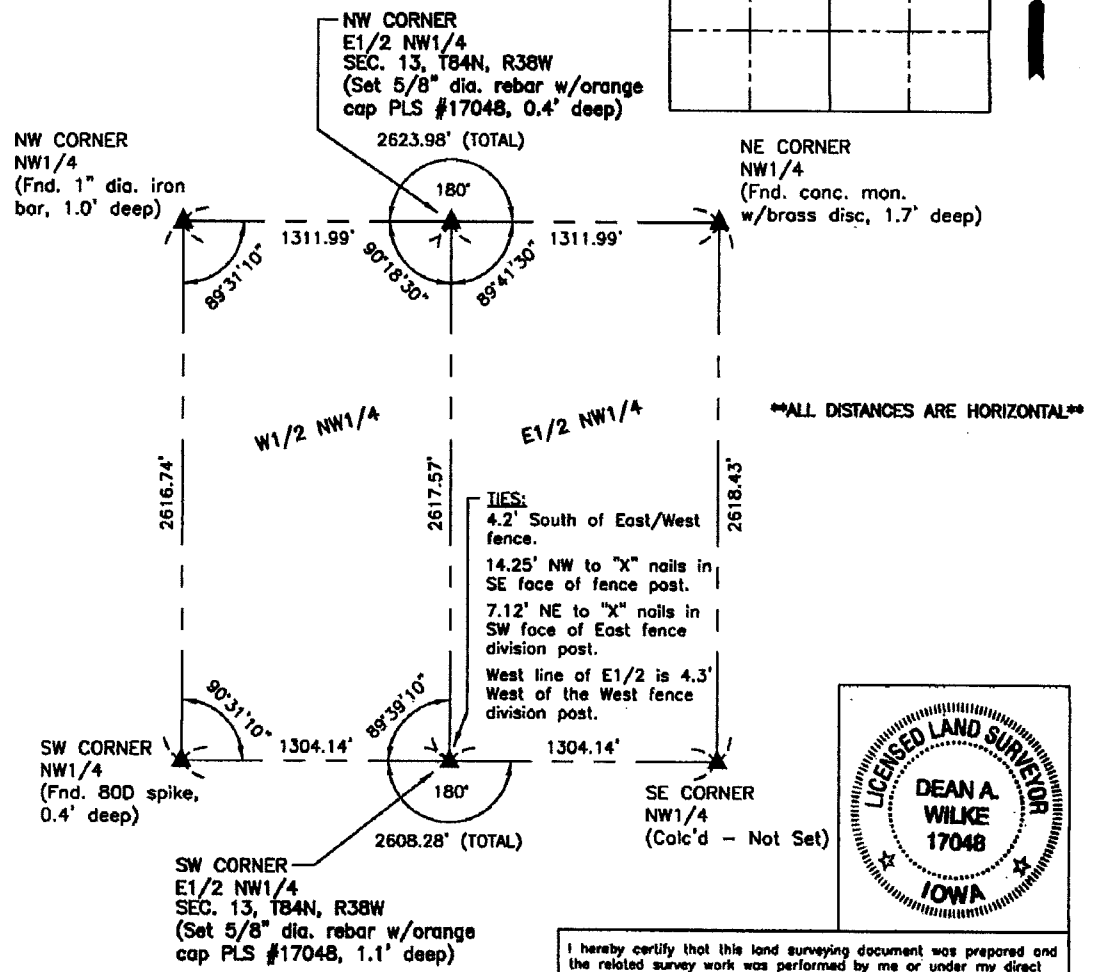 NW CORNER
E1/2 NW1/4
SEC. 13, T84N, R38W
(Set 5/8" dia. rebar w/orange
cap PLS #17048, 0.4' deep)
NW CORNER
NW1/4
(Fnd. 1" dia. iron
bar, 1.0' deep)
2623.98' (TOTAL)
180°
NE CORNER
NW1/4
(Fnd. conc. mon.
w/brass disc, 1.7' deep)
1311.99'
1311.99'
89°31'10"
90°18'30"
89°41'30"
W1/2 NW1/4
E1/2 NW1/4
**ALL DISTANCES ARE HORIZONTAL**
2616.74'
2617.57'
2618.43'
TIES:
4.2' South of East/West
fence.
14.25' NW to "X" nails in
SE face of fence post.
7.12' NE to "X" nails in
SW face of East fence
division post.
West line of E1/2 is 4.3'
West of the West fence
division post.
90°31'10"
89°39'10"
1304.14'
1304.14'
SW CORNER
NW1/4
(Fnd. 80D spike,
0.4' deep)
180°
2608.28' (TOTAL)
SE CORNER
NW1/4
(Calc'd – Not Set)
SW CORNER
E1/2 NW1/4
SEC. 13, T84N, R38W
(Set 5/8" dia. rebar w/orange
cap PLS #17048, 1.1' deep)
LICENSED LAND SURVEYOR
DEAN A.
WILKE
17048
IOWA
I hereby certify that this land surveying document was prepared and
the related survey work was performed by me or under my direct